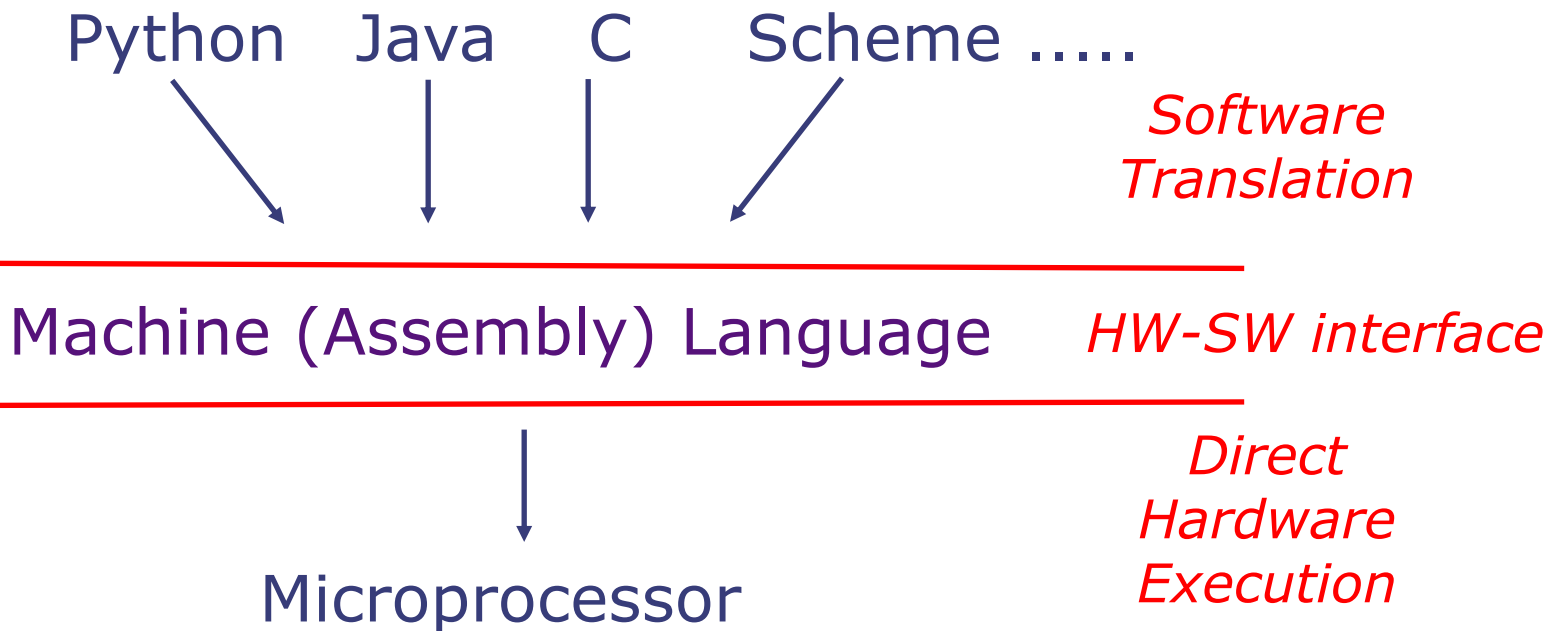 Python Java C Scheme .....
Software
Translation
Machine (Assembly) Language HW-SW interface
Direct
Hardware
Execution
Microprocessor